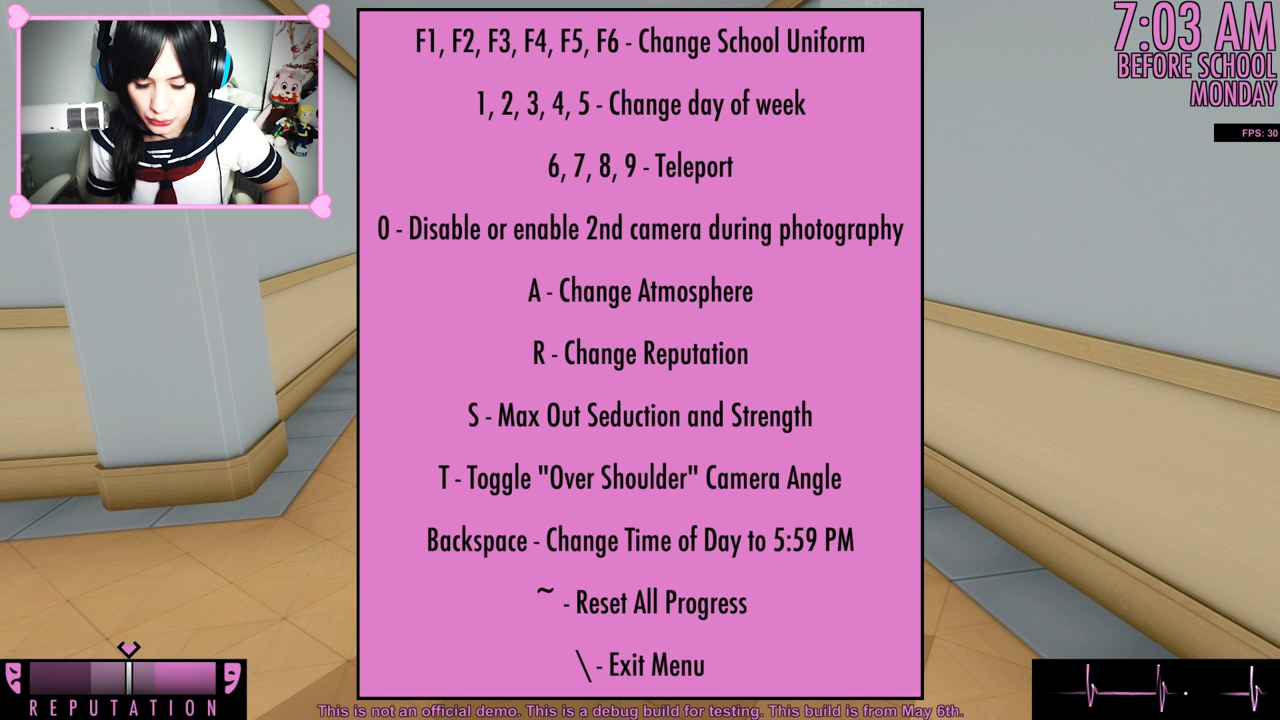 F1, F2, F3, F4, F5, F6 - Change School Uniform
1, 2, 3, 4, 5 - Change day of week
6, 7, 8, 9 - Teleport
0 - Disable or enable 2nd camera during photography
A - Change Atmosphere
R - Change Reputation
S - Max Out Seduction and Strength
T - Toggle "Over Shoulder" Camera Angle
Backspace - Change Time of Day to 5:59 PM
~ - Reset All Progress
\ - Exit Menu
7:03 AM
BEFORE SCHOOL
MONDAY
FPS: 30
REPUTATION
This is not an official demo. This is a debug build for testing. This build is from May 6th.